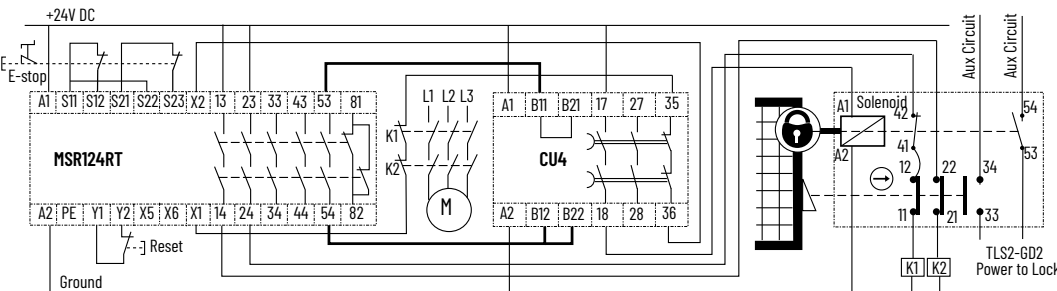 +24V DC
E-stop
A1 S11 S12 S21 S22 S23 X2 13 23 33 43 53 81
MSR124RT
A2 PE Y1 Y2 X5 X6 X1 14 24 34 44 54 82
Reset
Ground
L1 L2 L3
K1
K2
M
A1 B11 B21 17 27 35
CU4
A2 B12 B22 18 28 36
Aux Circuit
Aux Circuit
A1 Solenoid 42 54
A2 41 53
12 22 34
11 21 33
K1 K2
TLS2-GD2
Power to Lock